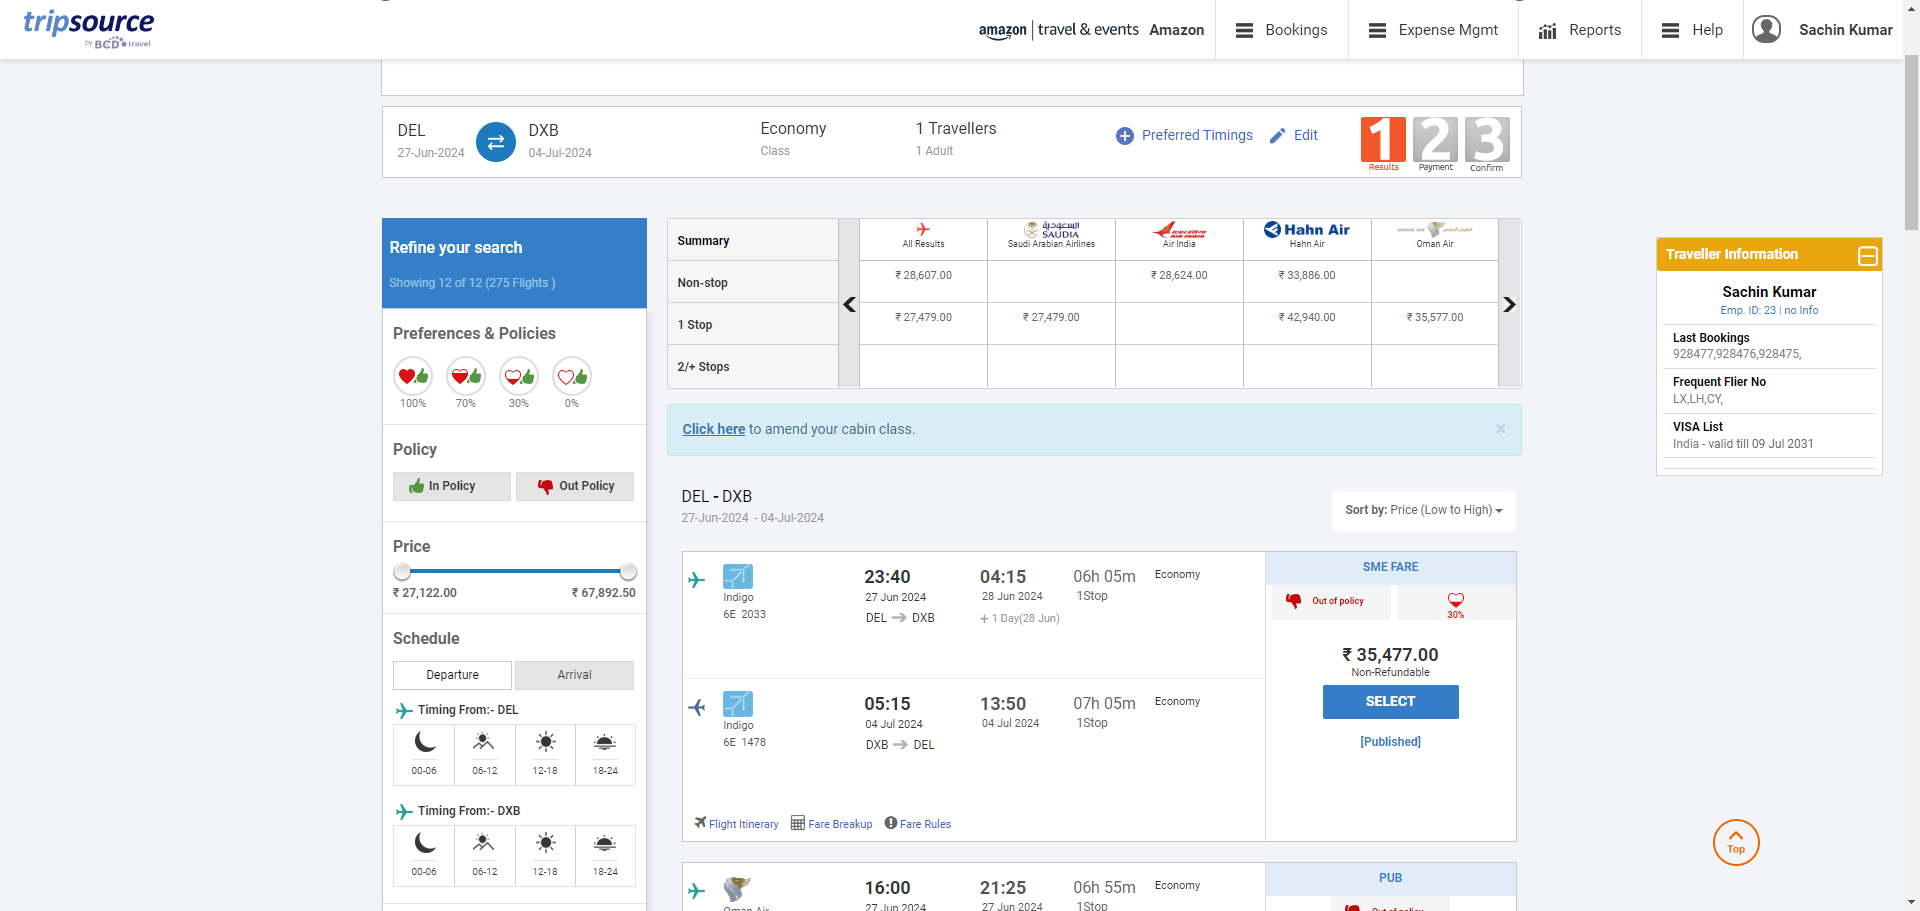 tripsource
by BCD travel
amazon | travel & events Amazon
Bookings
Expense Mgmt
Reports
Help
Sachin Kumar
DEL
27-Jun-2024
DXB
04-Jul-2024
Economy
Class
1 Travellers
1 Adult
Preferred Timings
Edit
1 2 3
Results Payment Confirm
Refine your search
Showing 12 of 12 (275 Flights )
Preferences & Policies
100% 70% 30% 0%
Policy
In Policy Out Policy
Price
₹ 27,122.00 ₹ 67,892.50
Schedule
Departure Arrival
Timing From:- DEL
00-06 06-12 12-18 18-24
Timing From:- DXB
00-06 06-12 12-18 18-24
السعودية
SAUDIA
AIR INDIA
Hahn Air
OMAN AIR
Summary All Results Saudi Arabian Airlines Air India Hahn Air Oman Air
Non-stop ₹ 28,607.00 ₹ 28,624.00 ₹ 33,886.00
1 Stop ₹ 27,479.00 ₹ 27,479.00 ₹ 42,940.00 ₹ 35,577.00
2/+ Stops
Click here to amend your cabin class. ×
DEL - DXB
27-Jun-2024 - 04-Jul-2024
Sort by: Price (Low to High)
Indigo
6E 2033
23:40
27 Jun 2024
DEL DXB
04:15
28 Jun 2024
+ 1 Day(28 Jun)
06h 05m
1Stop
Economy
Indigo
6E 1478
05:15
04 Jul 2024
DXB DEL
13:50
04 Jul 2024
07h 05m
1Stop
Economy
Flight Itinerary Fare Breakup Fare Rules
SME FARE
Out of policy
30%
₹ 35,477.00
Non-Refundable
SELECT
[Published]
Oman Air
16:00
27 Jun 2024
21:25
27 Jun 2024
06h 55m
1Stop
Economy
PUB
Out of policy
Traveller Information
Sachin Kumar
Emp. ID: 23 | no Info
Last Bookings
928477,928476,928475,
Frequent Flier No
LX,LH,CY,
VISA List
India - valid till 09 Jul 2031
Top